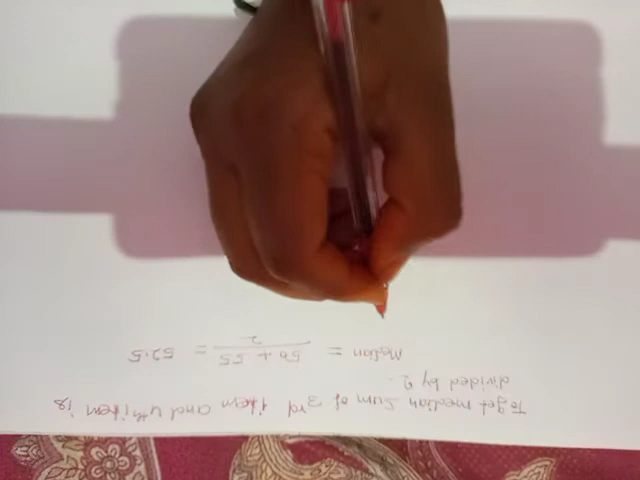 To get median Sum of 3rd item and 4th item is
divided by 2.
Median = 50 + 55 / 2 = 52.5